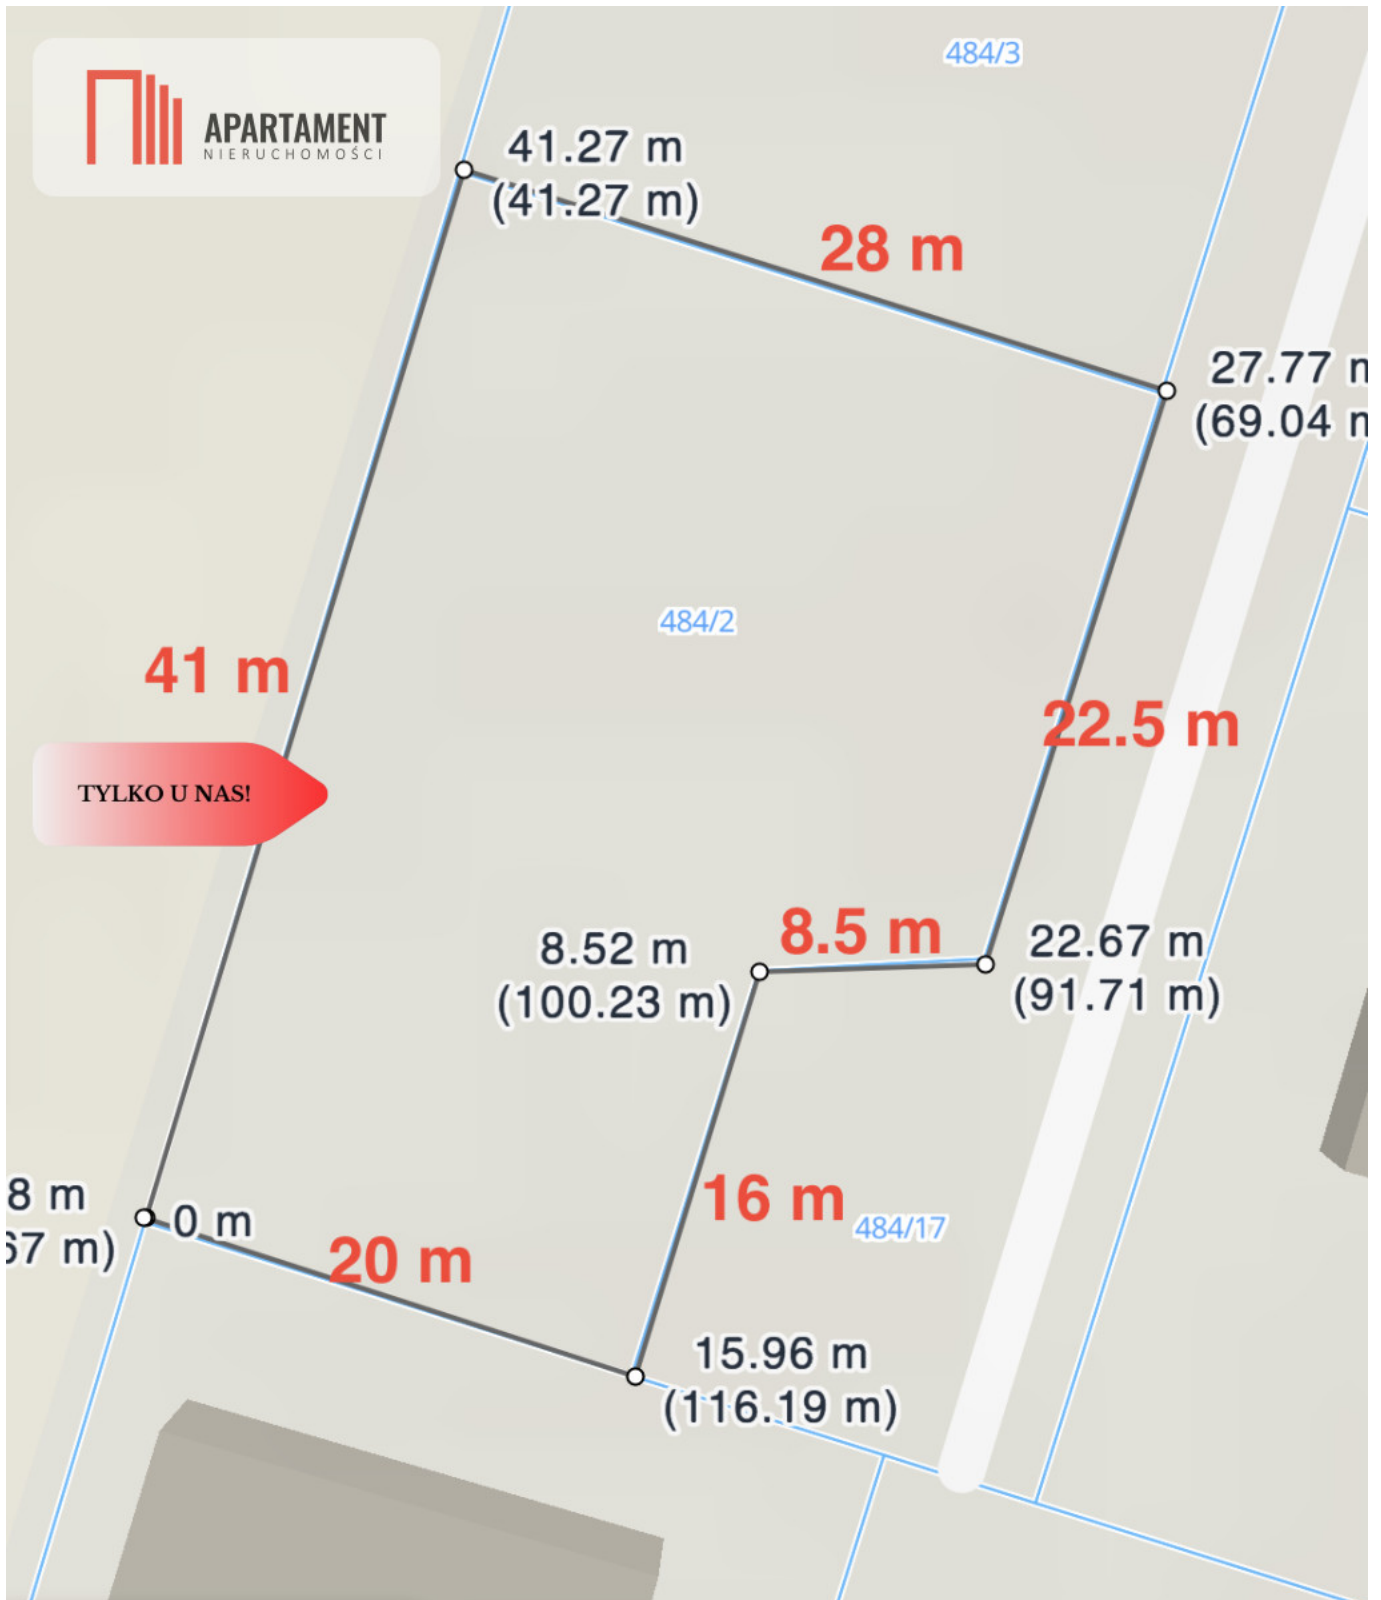 484/3
APARTAMENT
NIERUCHOMOŚCI
41.27 m
(41.27 m)
28 m
27.77
(69.04
484/2
41 m
22.5 m
TYLKO U NAS!
8.5 m
8.52 m
(100.23 m)
22.67 m
(91.71 m)
16 m
484/17
8 m
67 m)
0 m
20 m
15.96 m
(116.19 m)